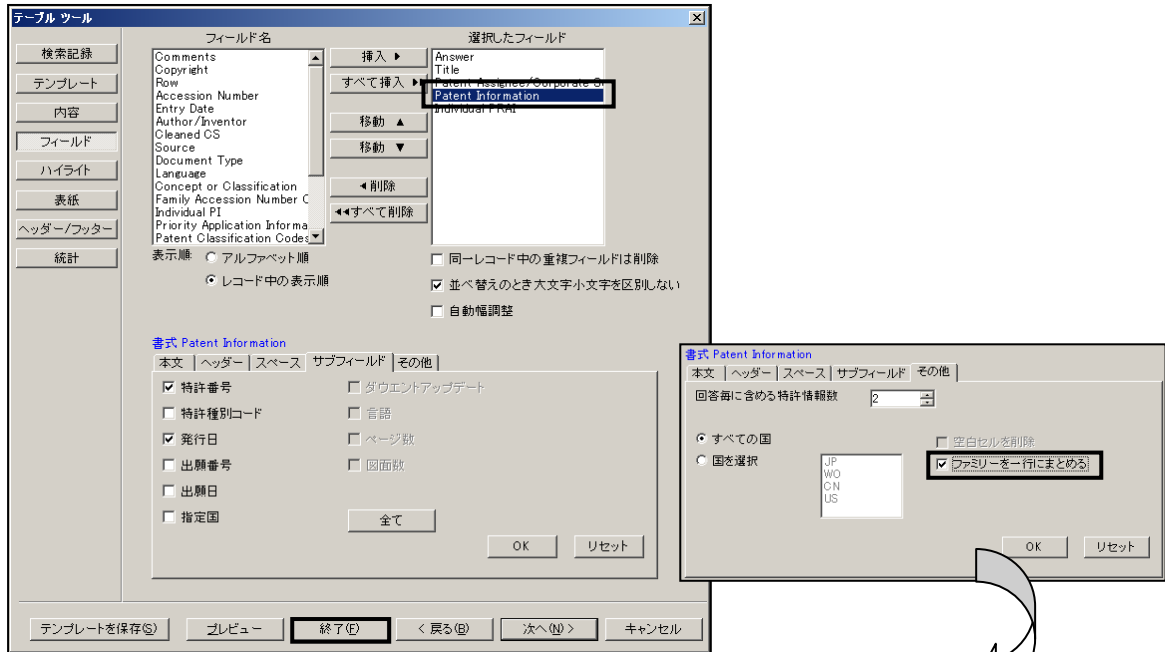 テーブル ツール
検索記録
テンプレート
内容
フィールド
ハイライト
表紙
ヘッダー/フッター
統計
フィールド名
Comments
Copyright
Row
Accession Number
Entry Date
Author/Inventor
Cleaned CS
Source
Document Type
Language
Concept or Classification
Family Accession Number C
Individual PI
Priority Application Informa
Patent Classification Codes
挿入
すべて挿入
移動 ▲
移動 ▼
削除
すべて削除
選択したフィールド
Answer
Title
Patent Assignee/Corporate S
Patent Information
Individual PRAI
表示順
アルファベット順
レコード中の表示順
同一レコード中の重複フィールドは削除
並べ替えのとき大文字小文字を区別しない
自動幅調整
書式 Patent Information
本文 ヘッダー スペース サブフィールド その他
特許番号
特許種別コード
発行日
出願番号
出願日
指定国
ダウエントアップデート
言語
ページ数
図面数
全て
OK リセット
テンプレートを保存(S) プレビュー 終了(F) < 戻る(B) 次へ(N) > キャンセル
書式 Patent Information
本文 ヘッダー スペース サブフィールド その他
回答毎に含める特許情報数 2
すべての国
国を選択
JP
WO
CN
US
空白セルを削除
ファミリーを一行にまとめる
OK リセット